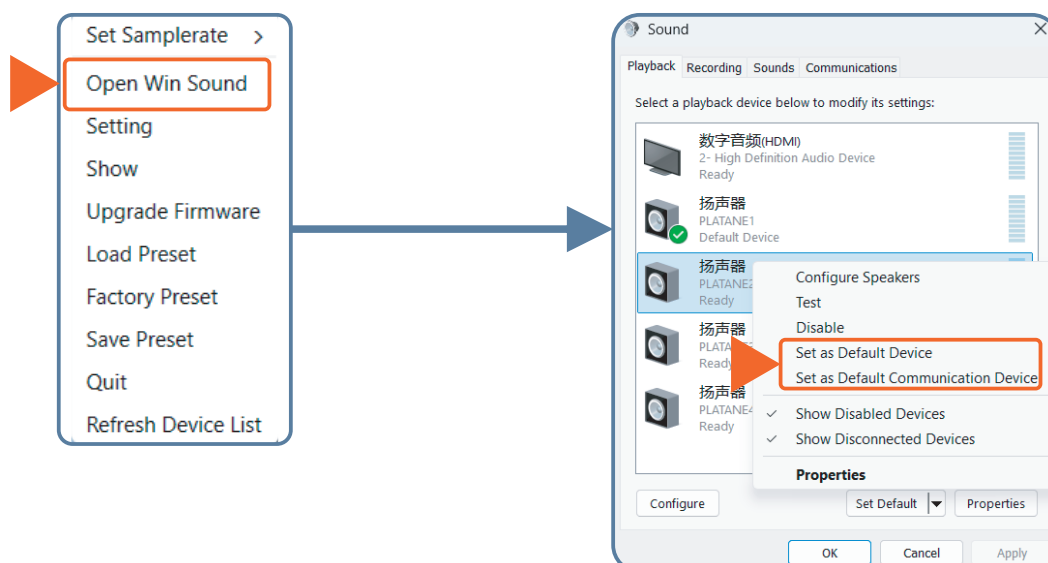 Set Samplerate >
Open Win Sound
Setting
Show
Upgrade Firmware
Load Preset
Factory Preset
Save Preset
Quit
Refresh Device List
Sound
Playback Recording Sounds Communications
Select a playback device below to modify its settings:
数字音频(HDMI)
2- High Definition Audio Device
Ready
扬声器
PLATANE1
Default Device
扬声器
PLATANE2
Ready
扬声器
Ready
扬声器
PLATANE4
Ready
Configure Speakers
Test
Disable
Set as Default Device
Set as Default Communication Device
Show Disabled Devices
Show Disconnected Devices
Properties
Configure Set Default Properties
OK Cancel Apply